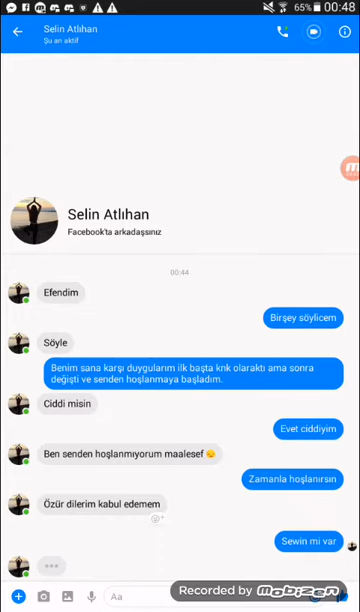 65% 00:48
Selin Atlıhan
Şu an aktif
Selin Atlıhan
Facebook'ta arkadaşsınız
00:44
Efendim
Birşey söylicem
Söyle
Benim sana karşı duygularım ilk başta knk olaraktı ama sonra
değişti ve senden hoşlanmaya başladım.
Ciddi misin
Evet ciddiyim
Ben senden hoşlanmıyorum maalesef 😔
Zamanla hoşlanırsın
Özür dilerim kabul edemem
Sewin mi var
Aa
Recorded by Mobizen